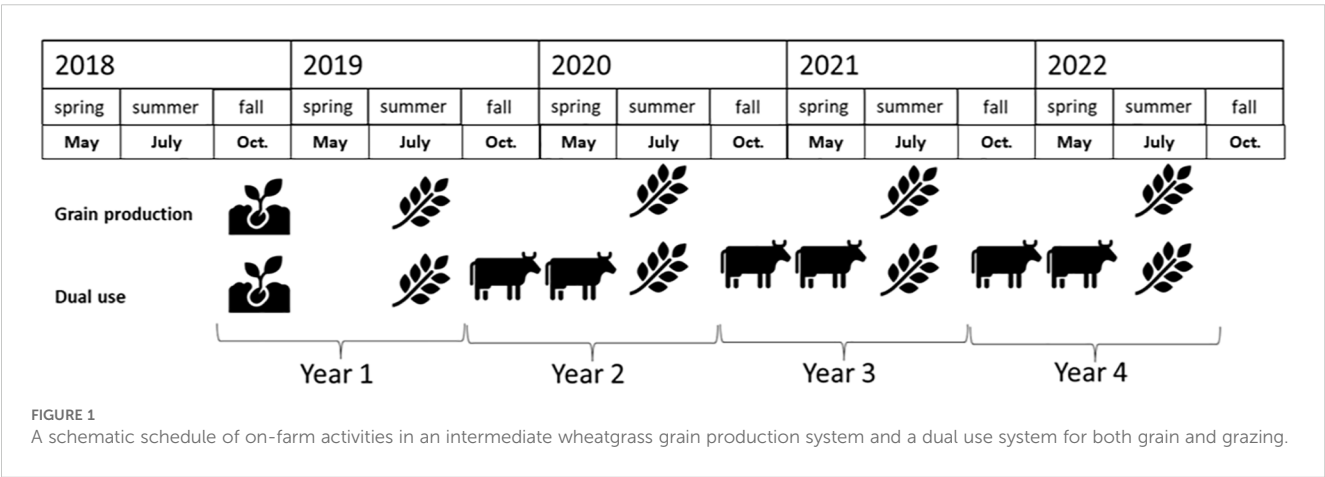 2018 2019 2020 2021 2022
spring summer fall spring summer fall spring summer fall spring summer fall spring summer fall
May July Oct. May July Oct. May July Oct. May July Oct. May July Oct.
Grain production
Dual use
Year 1 Year 2 Year 3 Year 4
FIGURE 1
A schematic schedule of on-farm activities in an intermediate wheatgrass grain production system and a dual use system for both grain and grazing.